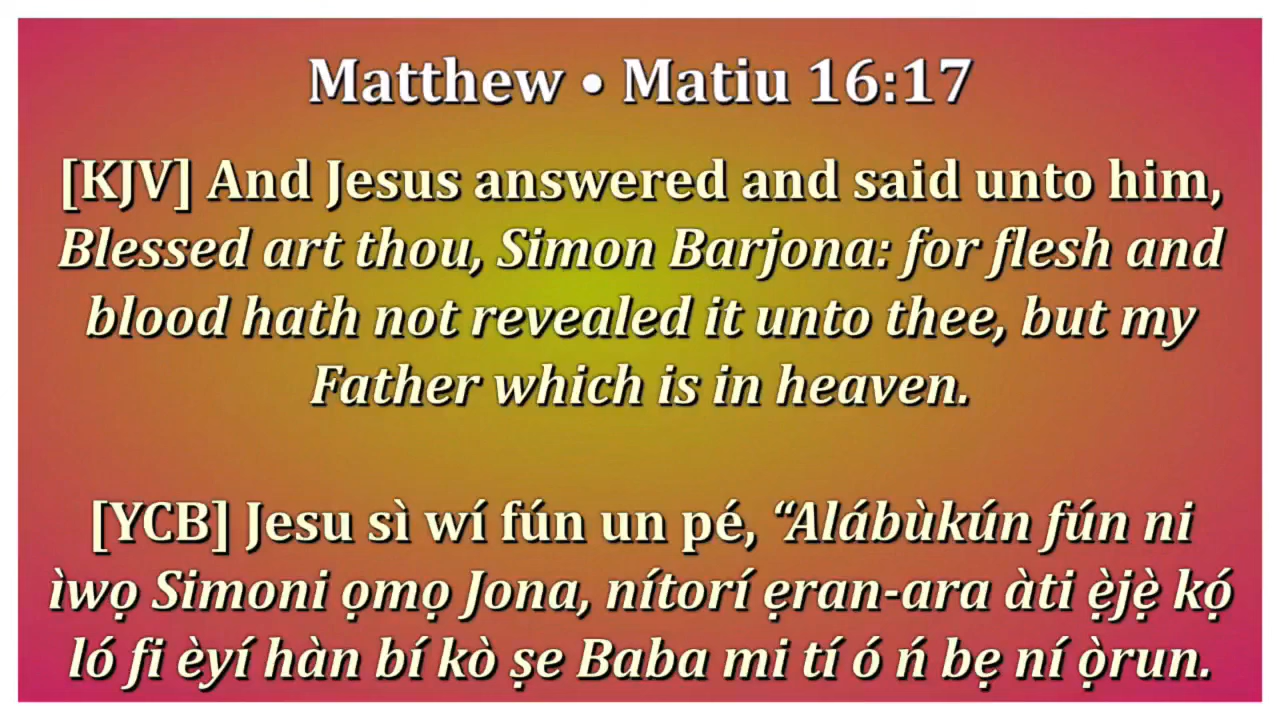 Matthew • Matiu 16:17
[KJV] And Jesus answered and said unto him,
Blessed art thou, Simon Barjona: for flesh and
blood hath not revealed it unto thee, but my
Father which is in heaven.
[YCB] Jesu sì wí fún un pé, “Alábùkún fún ni
ìwọ Simoni ọmọ Jona, nítorí ẹran-ara àti ẹ̀jẹ̀ kọ́
ló fi èyí hàn bí kò ṣe Baba mi tí ó ń bẹ ní ọ̀run.